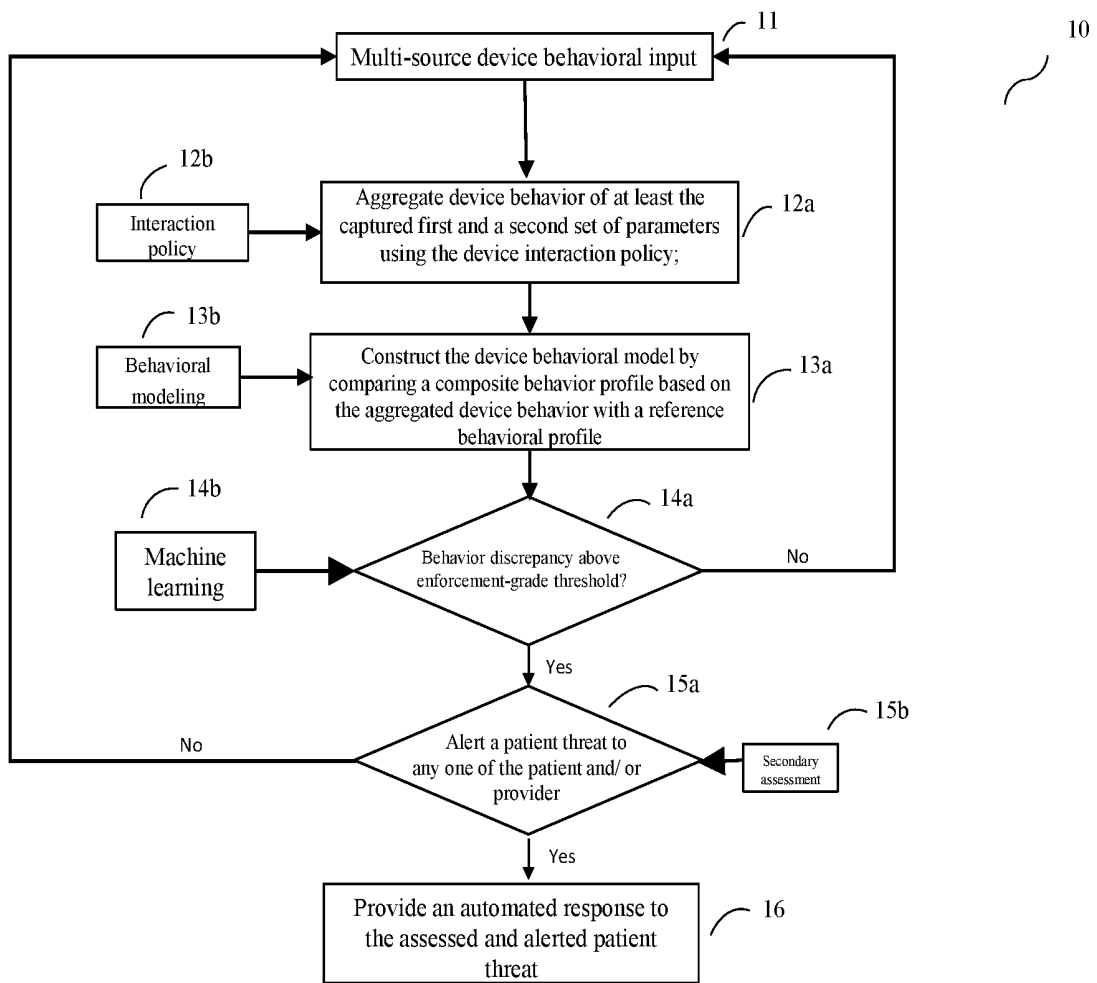 11
10
Multi-source device behavioral input
12b
Interaction
policy
Aggregate device behavior of at least the
captured first and a second set of parameters
using the device interaction policy;
12a
13b
Behavioral
modeling
Construct the device behavioral model by
comparing a composite behavior profile based on
the aggregated device behavior with a reference
behavioral profile
13a
14b
Machine
learning
14a
Behavior discrepancy above
enforcement-grade threshold?
No
Yes
15a
15b
No
Alert a patient threat to
any one of the patient and/ or
provider
Secondary
assessment
Yes
Provide an automated response to
the assessed and alerted patient
threat
16